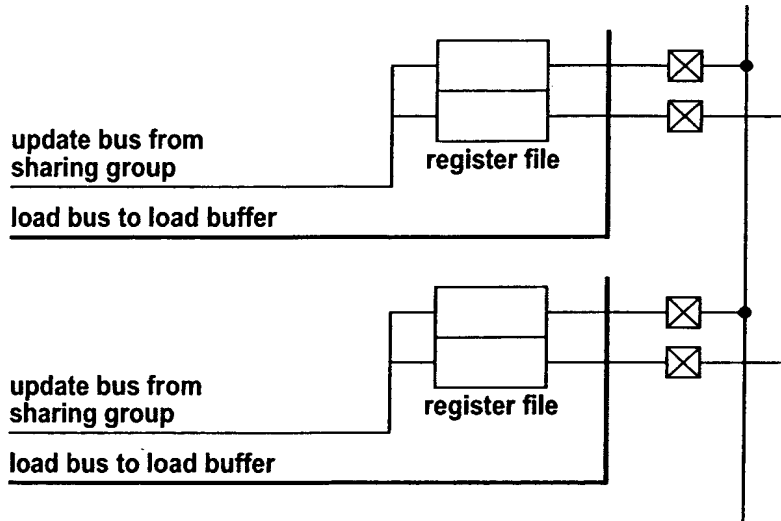 update bus from
sharing group
register file
load bus to load buffer
update bus from
sharing group
register file
load bus to load buffer